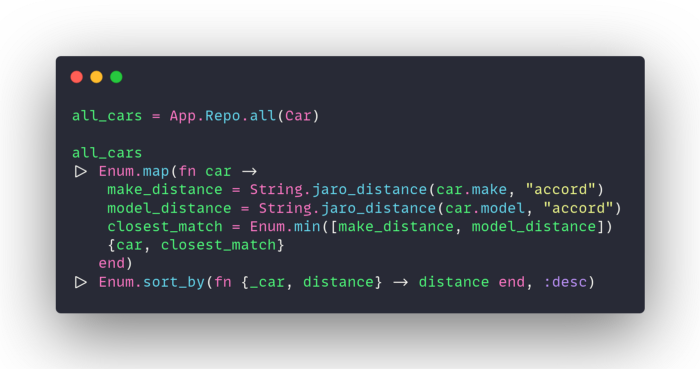 all_cars = App.Repo.all(Car)
all_cars
|> Enum.map(fn car ->
make_distance = String.jaro_distance(car.make, "accord")
model_distance = String.jaro_distance(car.model, "accord")
closest_match = Enum.min([make_distance, model_distance])
{car, closest_match}
end)
|> Enum.sort_by(fn {_car, distance} -> distance end, :desc)